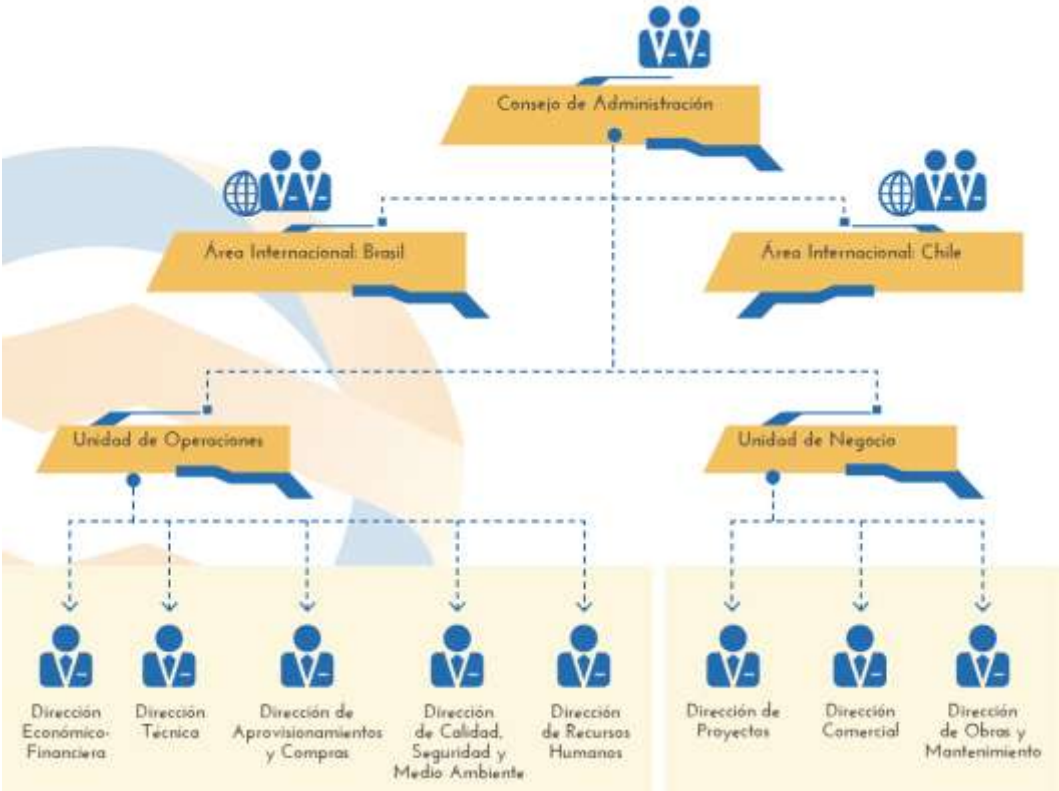 Consejo de Administración
Área Internacional: Brasil
Área Internacional: Chile
Unidad de Operaciones
Unidad de Negocio
Dirección
Económico-
Financiera
Dirección
Técnica
Dirección de
Aprovisionamientos
y Compras
Dirección
de Calidad,
Seguridad y
Medio Ambiente
Dirección
de Recursos
Humanos
Dirección de
Proyectos
Dirección
Comercial
Dirección
de Obras y
Mantenimiento